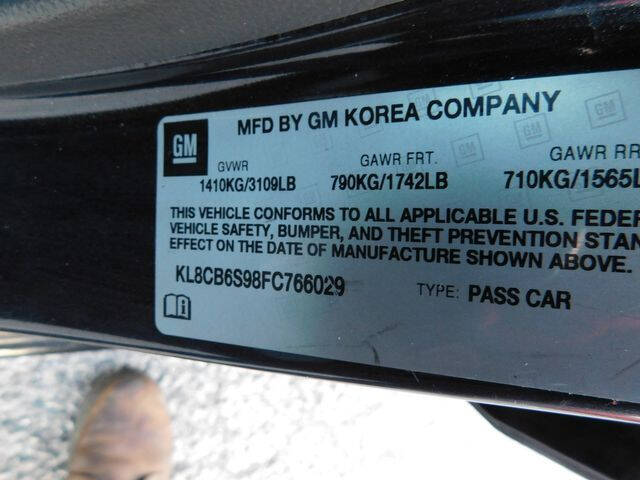 MFD BY GM KOREA COMPANY
GM
GVWR GAWR FRT. GAWR RR
1410KG/3109LB 790KG/1742LB 710KG/1565L
THIS VEHICLE CONFORMS TO ALL APPLICABLE U.S. FEDER
VEHICLE SAFETY, BUMPER, AND THEFT PREVENTION STAN
EFFECT ON THE DATE OF MANUFACTURE SHOWN ABOVE.
KL8CB6S98FC766029 TYPE: PASS CAR